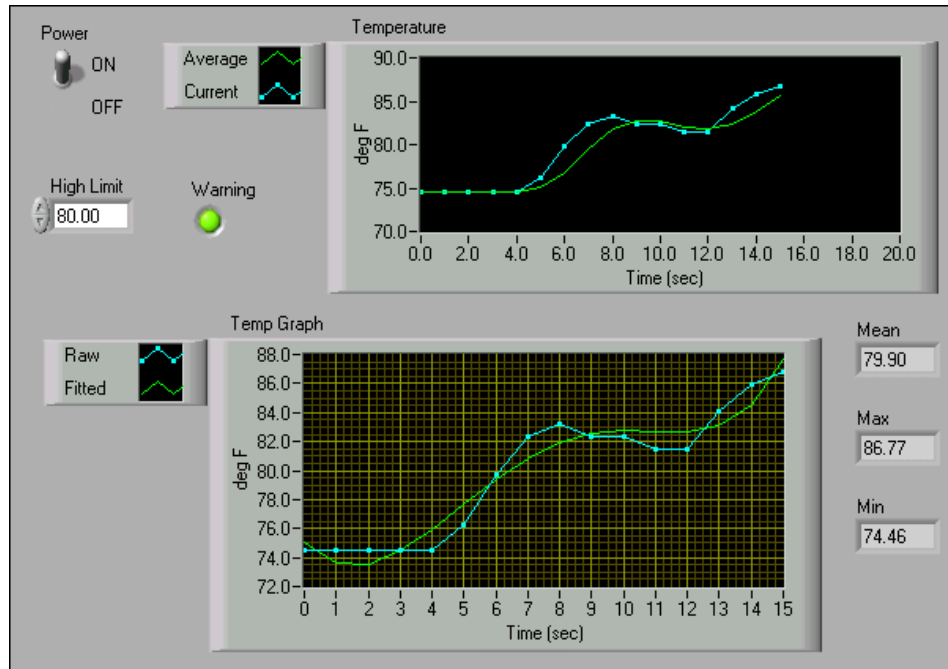 Power
ON
OFF
Average
Current
High Limit
80.00
Warning
Temperature
90.0
85.0
80.0
75.0
70.0
deg F
0.0 2.0 4.0 6.0 8.0 10.0 12.0 14.0 16.0 18.0 20.0
Time (sec)
Raw
Fitted
Temp Graph
88.0
86.0
84.0
82.0
80.0
78.0
76.0
74.0
72.0
deg F
0 1 2 3 4 5 6 7 8 9 10 11 12 13 14 15
Time (sec)
Mean
79.90
Max
86.77
Min
74.46